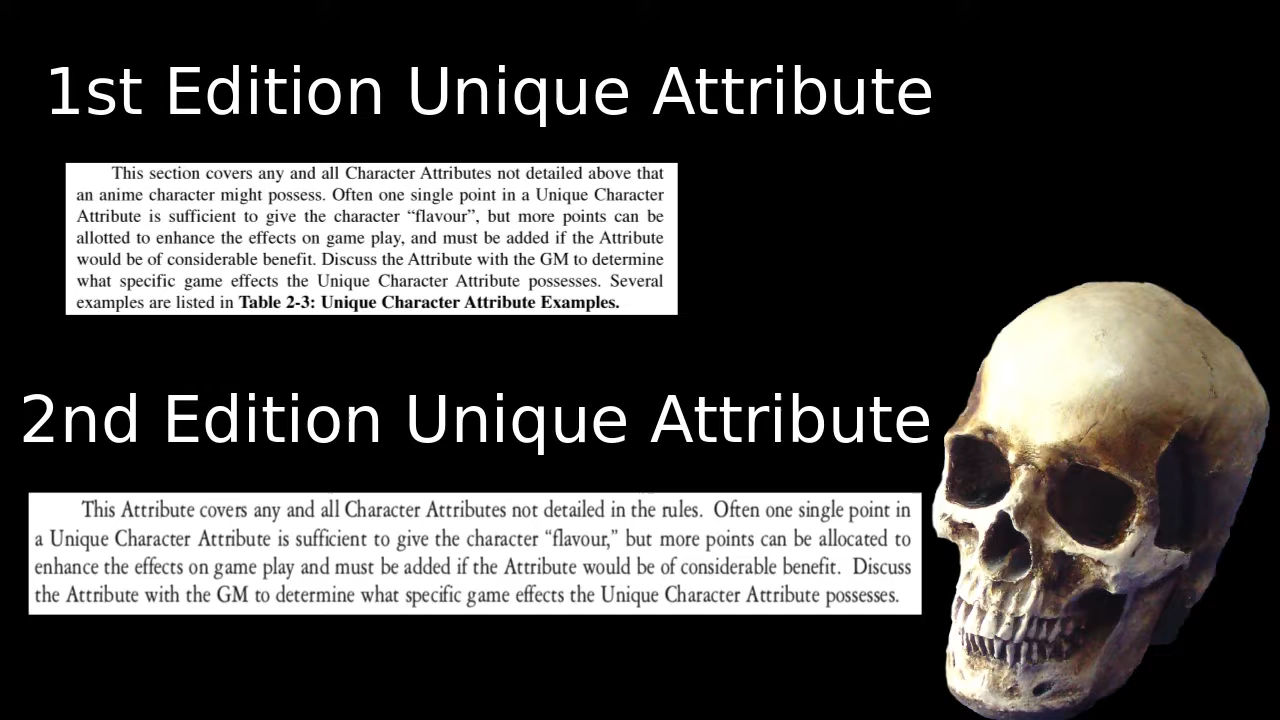 1st Edition Unique Attribute
This section covers any and all Character Attributes not detailed above that
an anime character might possess. Often one single point in a Unique Character
Attribute is sufficient to give the character “flavour”, but more points can be
allotted to enhance the effects on game play, and must be added if the Attribute
would be of considerable benefit. Discuss the Attribute with the GM to determine
what specific game effects the Unique Character Attribute possesses. Several
examples are listed in Table 2-3: Unique Character Attribute Examples.
2nd Edition Unique Attribute
This Attribute covers any and all Character Attributes not detailed in the rules. Often one single point in
a Unique Character Attribute is sufficient to give the character “flavour,” but more points can be allocated to
enhance the effects on game play and must be added if the Attribute would be of considerable benefit. Discuss
the Attribute with the GM to determine what specific game effects the Unique Character Attribute possesses.